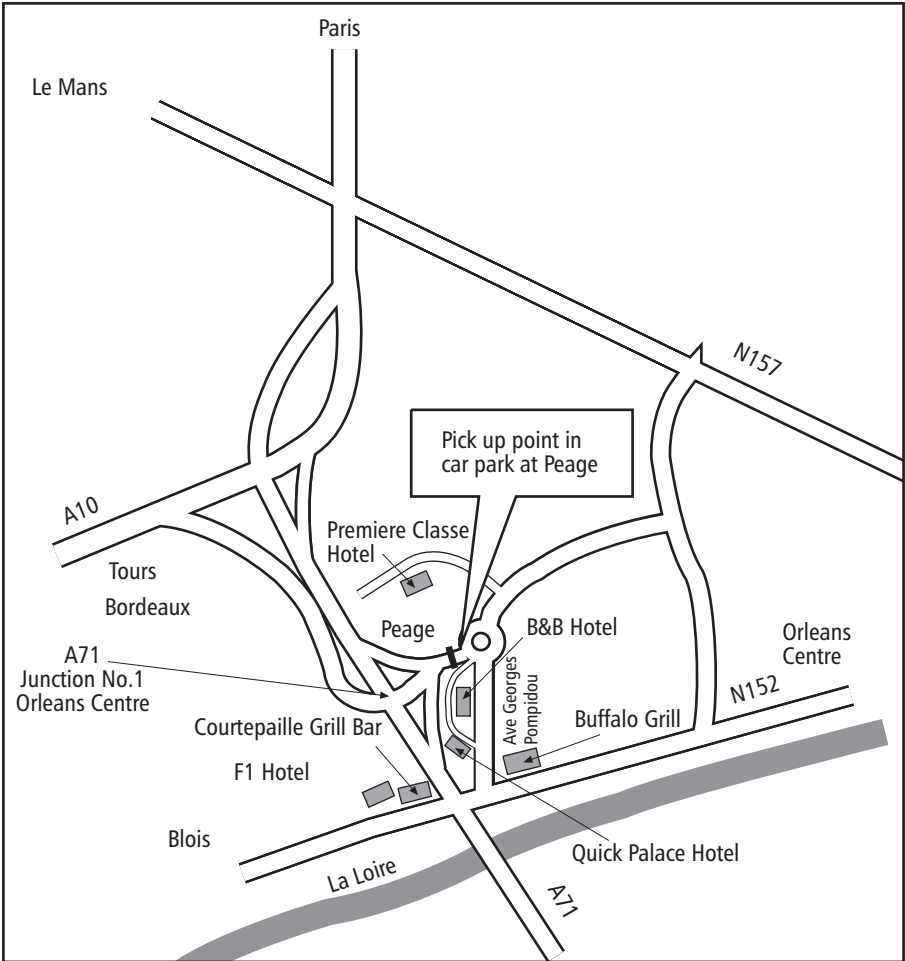 Paris
Le Mans
N157
Pick up point in
car park at Peage
A10
Premiere Classe
Hotel
Tours
Bordeaux
Peage
B&B Hotel
Orleans
Centre
A71
Junction No.1
Orleans Centre
Ave Georges
Pompidou
N152
Courtepaille Grill Bar
Buffalo Grill
F1 Hotel
Blois
Quick Palace Hotel
La Loire
A71